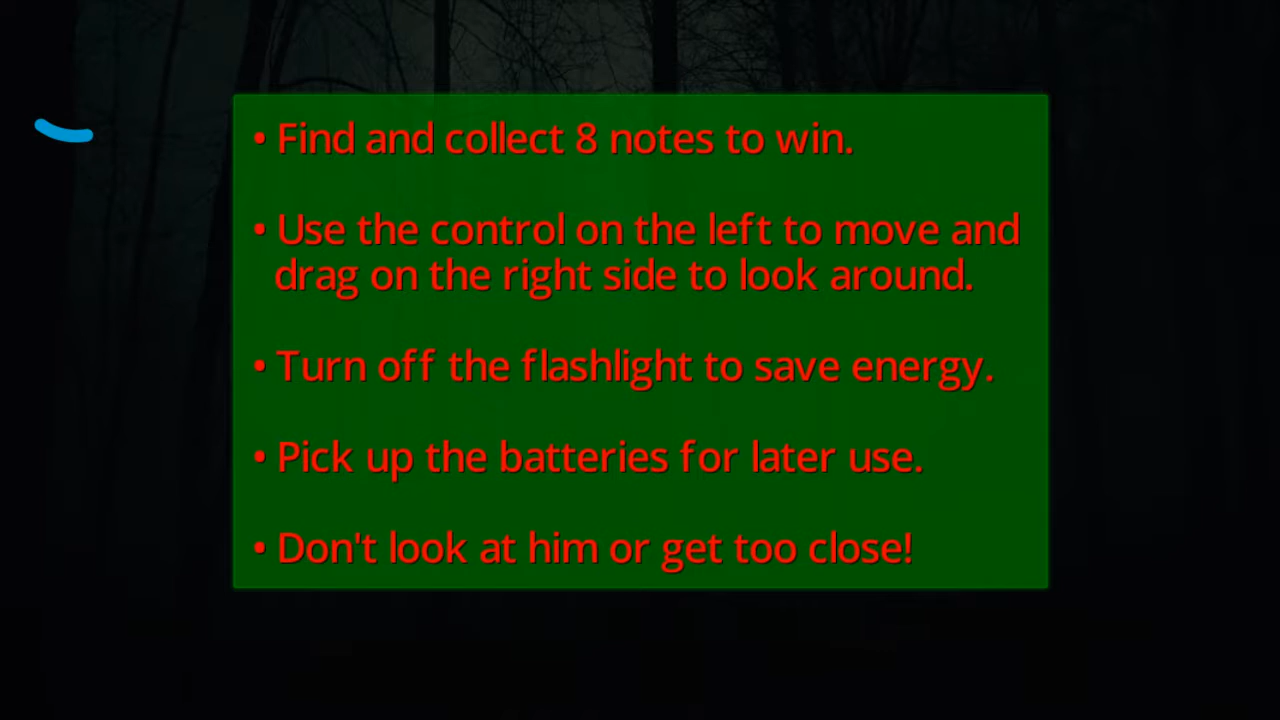 • Find and collect 8 notes to win.
• Use the control on the left to move and
drag on the right side to look around.
• Turn off the flashlight to save energy.
• Pick up the batteries for later use.
• Don't look at him or get too close!